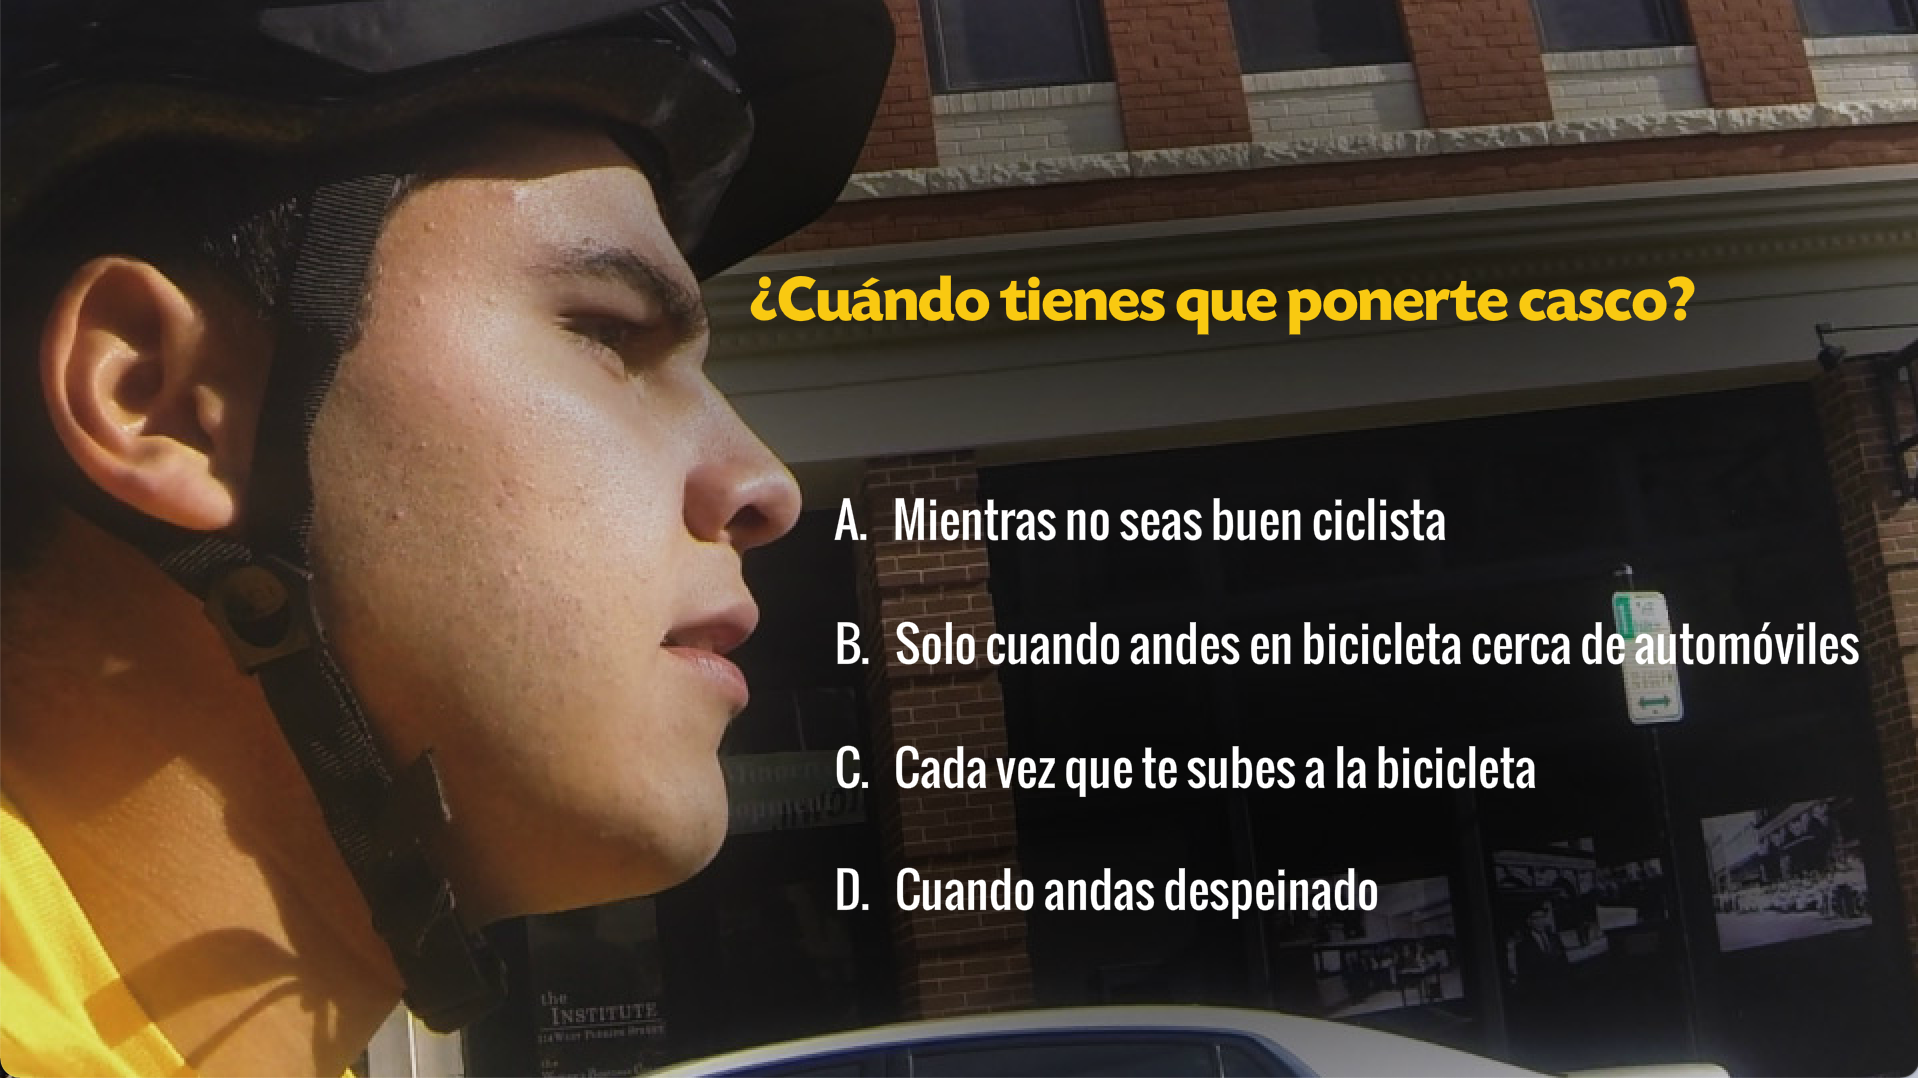 ¿Cuándo tienes que ponerte casco?
A. Mientras no seas buen ciclista
B. Solo cuando andes en bicicleta cerca de automóviles
C. Cada vez que te subes a la bicicleta
D. Cuando andas despeinado
the
INSTITUTE
the